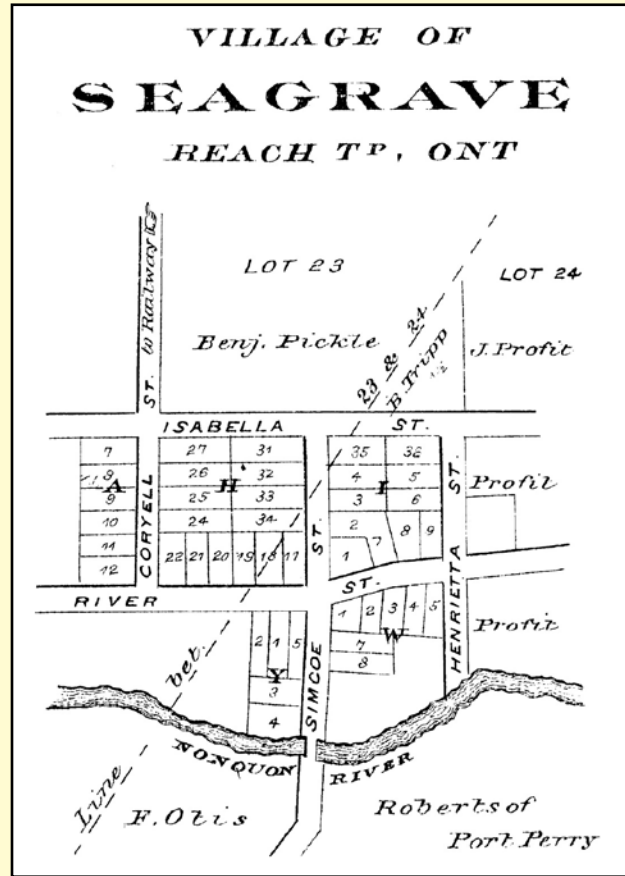 VILLAGE OF
SEAGRAVE
REACH TP, ONT
LOT 23
LOT 24
ST. to Railway
Benj. Pickle
23 & 24
B. Tripp
J. Profit
ISABELLA ST.
7
8
A
9
10
11
12
CORYELL
27 31
26 32
H
25 33
24 34
22 21 20 19 18 17
ST.
35 36
4 5
I
3 6
2
1 7 8 9
HENRIETTA ST.
Profit
RIVER ST.
2 1 5
Y
3
4
SIMCOE
1 2 3 4 5
W
7
8
Profit
Line bet.
NONQUON RIVER
F. Otis
Roberts of
Port Perry